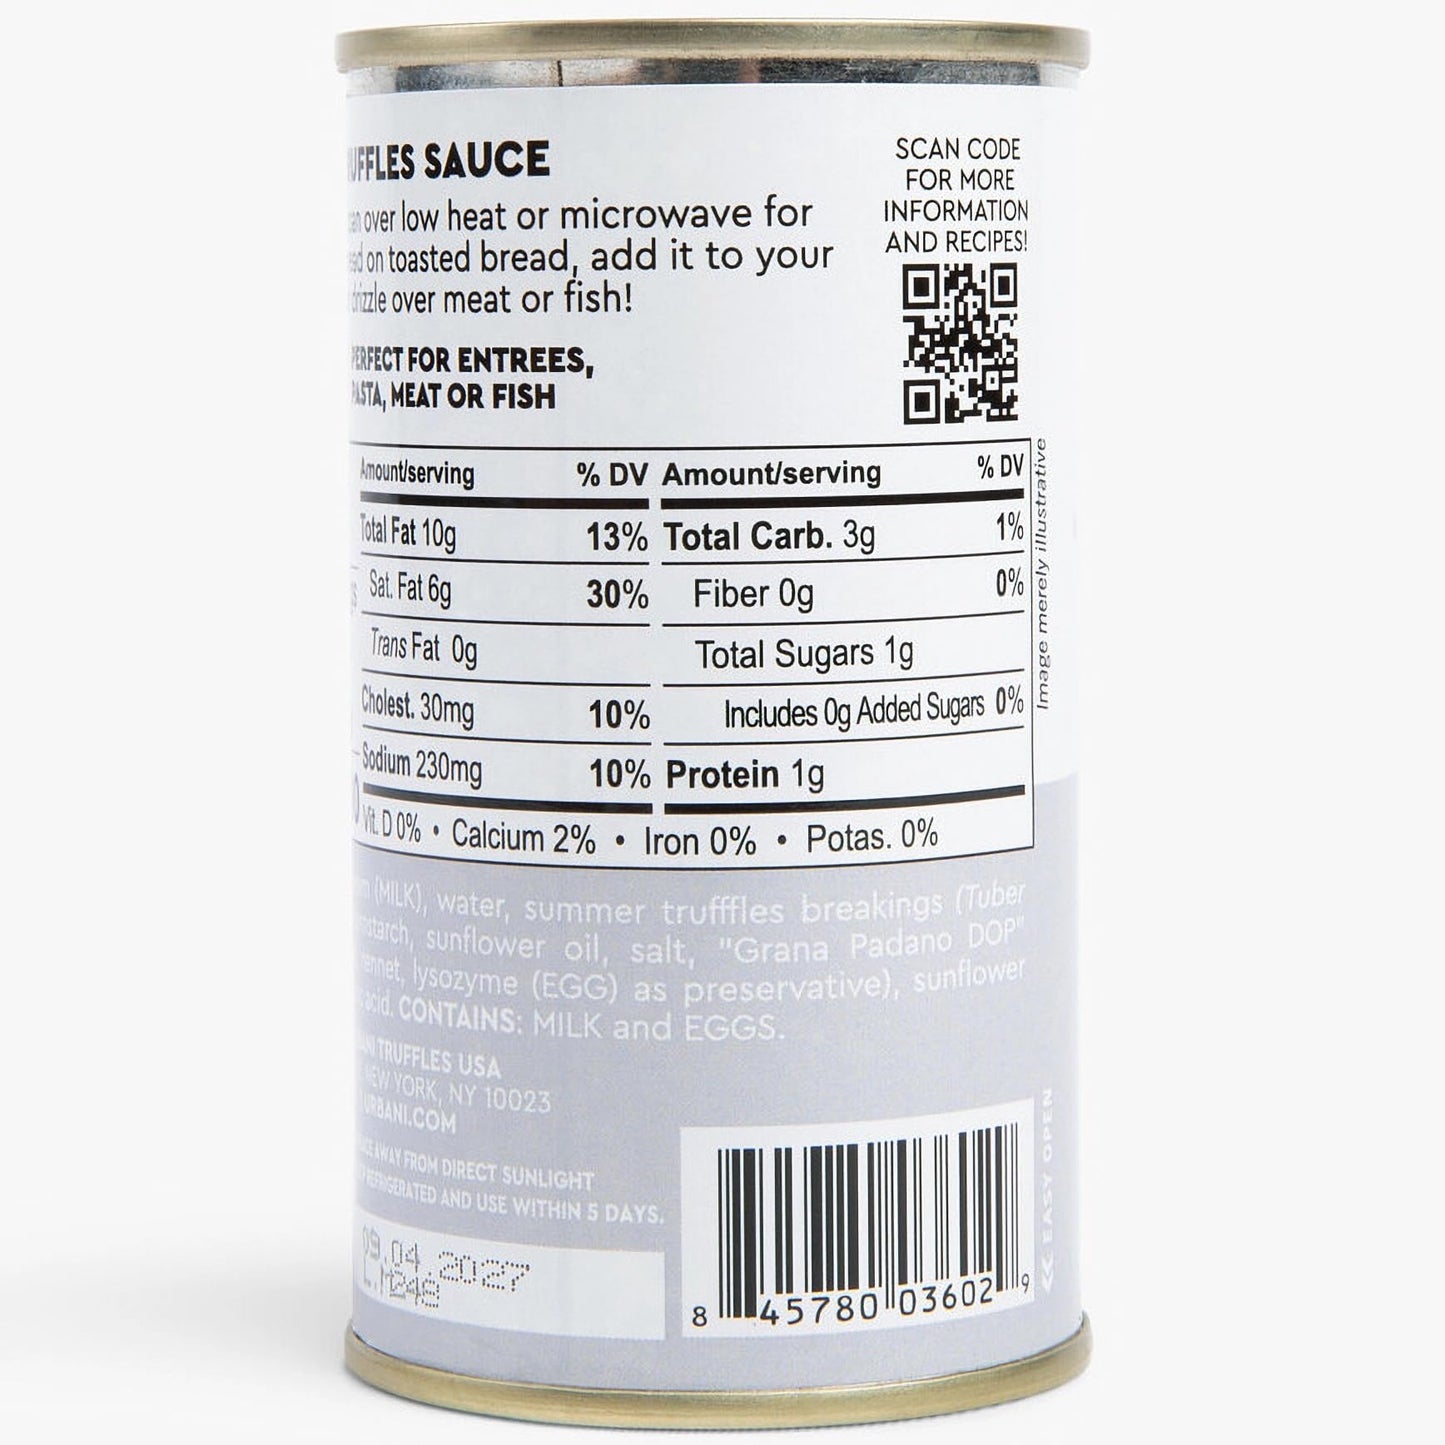 UFFLES SAUCE
over low heat or microwave for
on toasted bread, add it to your
drizzle over meat or fish!
PERFECT FOR ENTREES,
PASTA, MEAT OR FISH
SCAN CODE
FOR MORE
INFORMATION
AND RECIPES!
Amount/serving % DV Amount/serving % DV
Total Fat 10g 13% Total Carb. 3g 1%
Sat. Fat 6g 30% Fiber 0g 0%
Trans Fat 0g Total Sugars 1g
Cholest. 30mg 10% Includes 0g Added Sugars 0%
Sodium 230mg 10% Protein 1g
Vit. D 0% • Calcium 2% • Iron 0% • Potas. 0%
Image merely illustrative
(MILK), water, summer trufffles breakings (Tuber
starch, sunflower oil, salt, "Grana Padano DOP"
rennet, lysozyme (EGG) as preservative), sunflower
acid. CONTAINS: MILK and EGGS.
TRUFFLES USA
NEW YORK, NY 10023
URBANI.COM
AWAY FROM DIRECT SUNLIGHT
REFRIGERATED AND USE WITHIN 5 DAYS.
09.04.2027
8 45780 03602 9
<< EASY OPEN